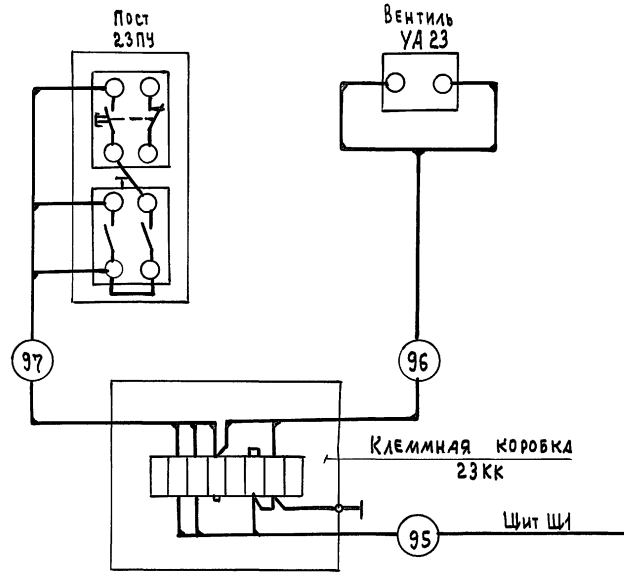 Пост
23ПУ
Вентиль
УА 23
97
96
Клеммная коробка
23КК
95
Щит Щ1